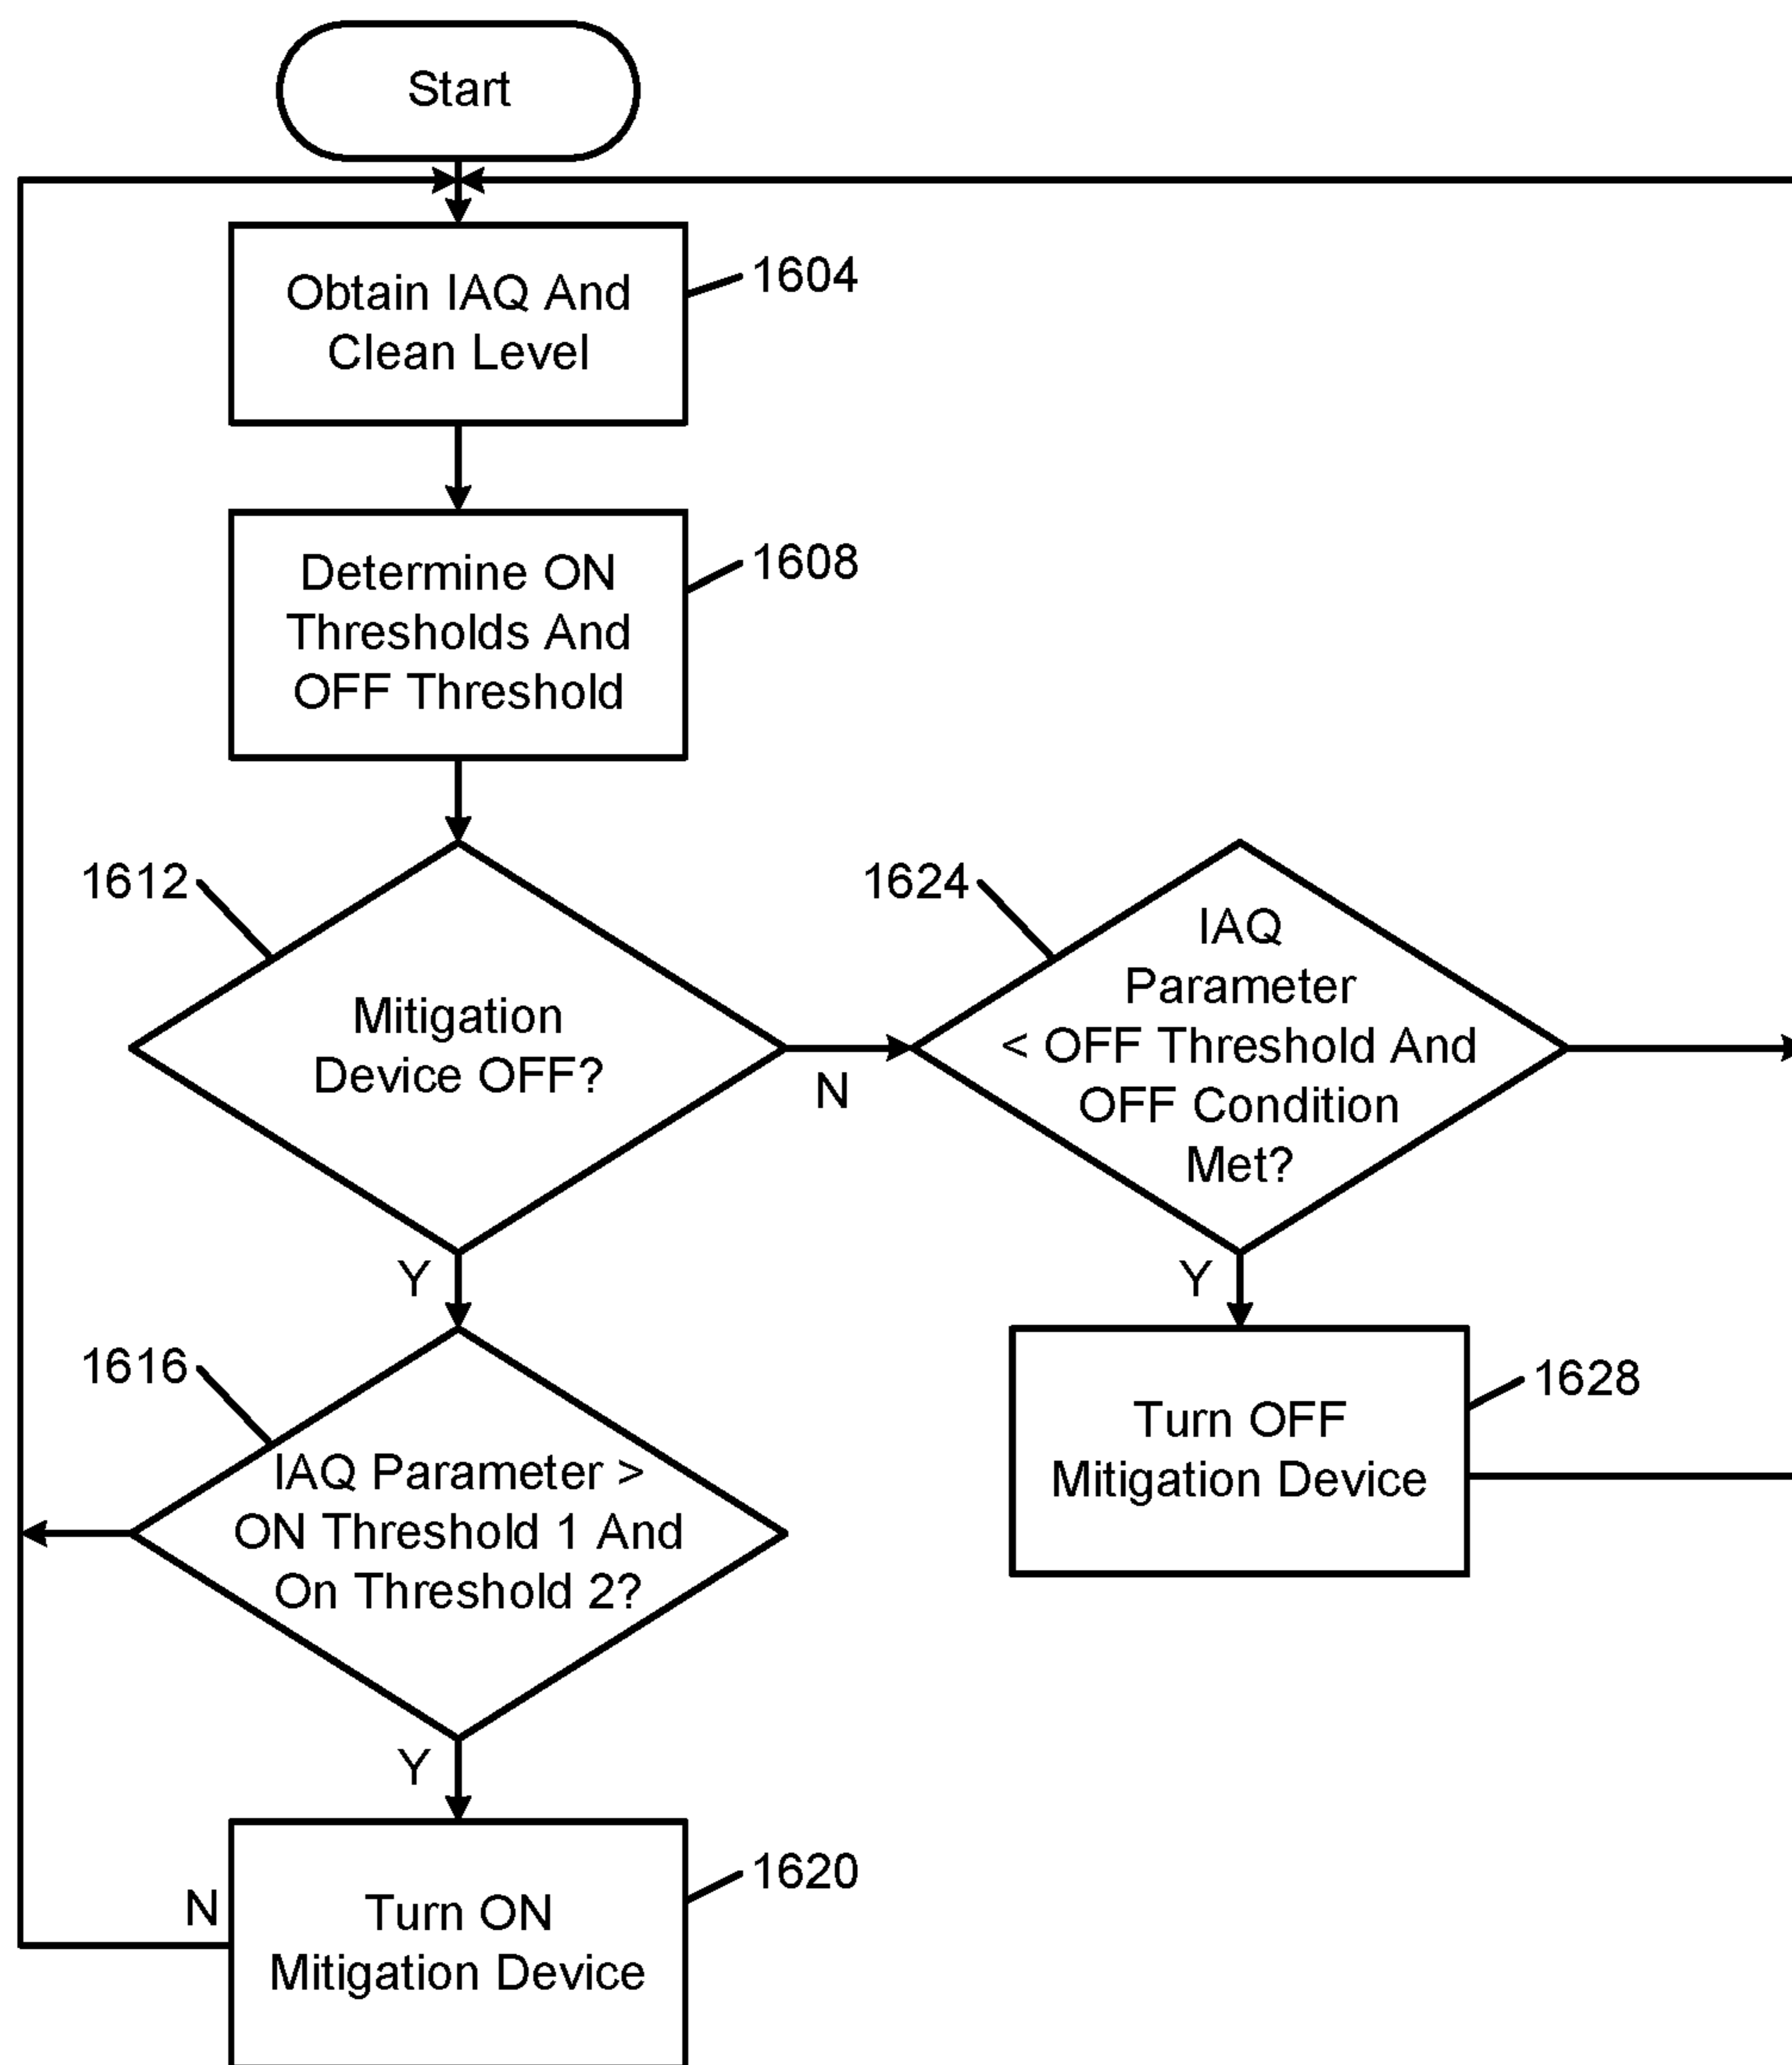 Start
Obtain IAQ And
Clean Level
1604
Determine ON
Thresholds And
OFF Threshold
1608
1612
Mitigation
Device OFF?
N
Y
1624
IAQ
Parameter
< OFF Threshold And
OFF Condition
Met?
Y
1616
IAQ Parameter >
ON Threshold 1 And
On Threshold 2?
Y
1628
Turn OFF
Mitigation Device
N
1620
Turn ON
Mitigation Device